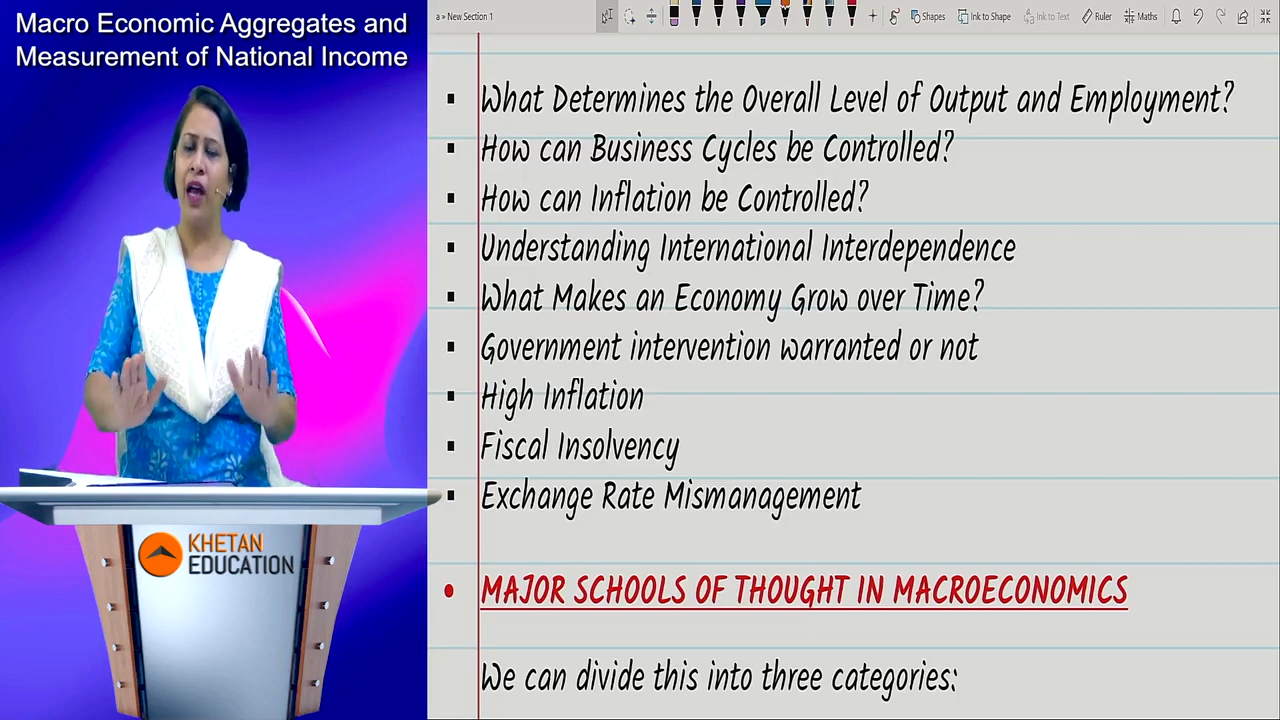 Macro Economic Aggregates and
Measurement of National Income
a » New Section 1
Shapes
Ink to Shape
Ink to Text
Ruler
Maths
▪ What Determines the Overall Level of Output and Employment?
▪ How can Business Cycles be Controlled?
▪ How can Inflation be Controlled?
▪ Understanding International Interdependence
▪ What Makes an Economy Grow over Time?
▪ Government intervention warranted or not
▪ High Inflation
▪ Fiscal Insolvency
▪ Exchange Rate Mismanagement
• MAJOR SCHOOLS OF THOUGHT IN MACROECONOMICS
We can divide this into three categories:
KHETAN
EDUCATION